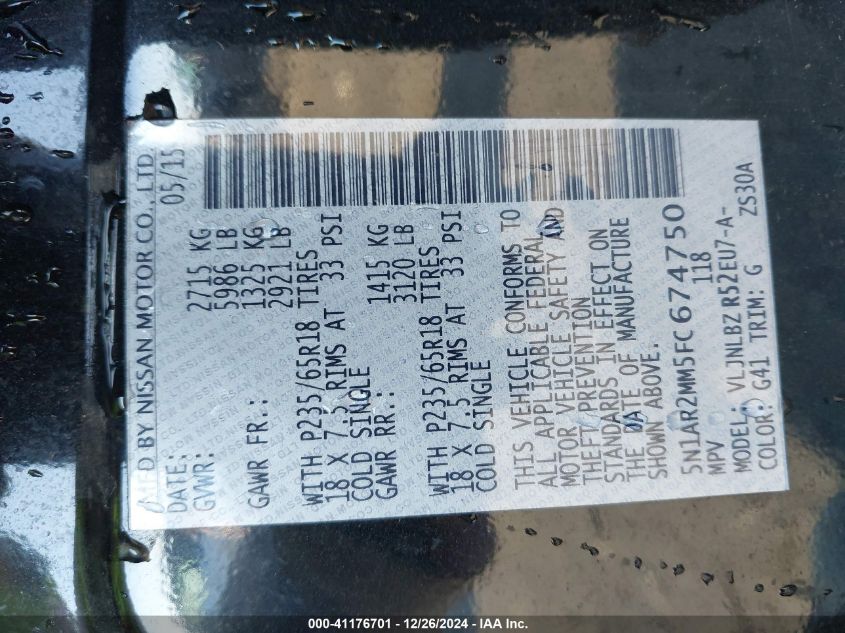 MFD BY NISSAN MOTOR CO., LTD.
DATE: 05/15
GVWR: 2715 KG
5986 LB
GAWR FR.: 1325 KG
2921 LB
WITH P235/65R18 TIRES
18 X 7.5 RIMS AT 33 PSI
COLD SINGLE
GAWR RR.: 1415 KG
3120 LB
WITH P235/65R18 TIRES
18 X 7.5 RIMS AT 33 PSI
COLD SINGLE
THIS VEHICLE CONFORMS TO
ALL APPLICABLE FEDERAL
MOTOR VEHICLE SAFETY AND
THEFT PREVENTION
STANDARDS IN EFFECT ON
THE DATE OF MANUFACTURE
SHOWN ABOVE.
5N1AR2MM5FC674750
MPV 118
MODEL: VLJNLBZ R52EU7-A-
COLOR: G41 TRIM: G ZS30A
000-41176701 - 12/26/2024 - IAA Inc.